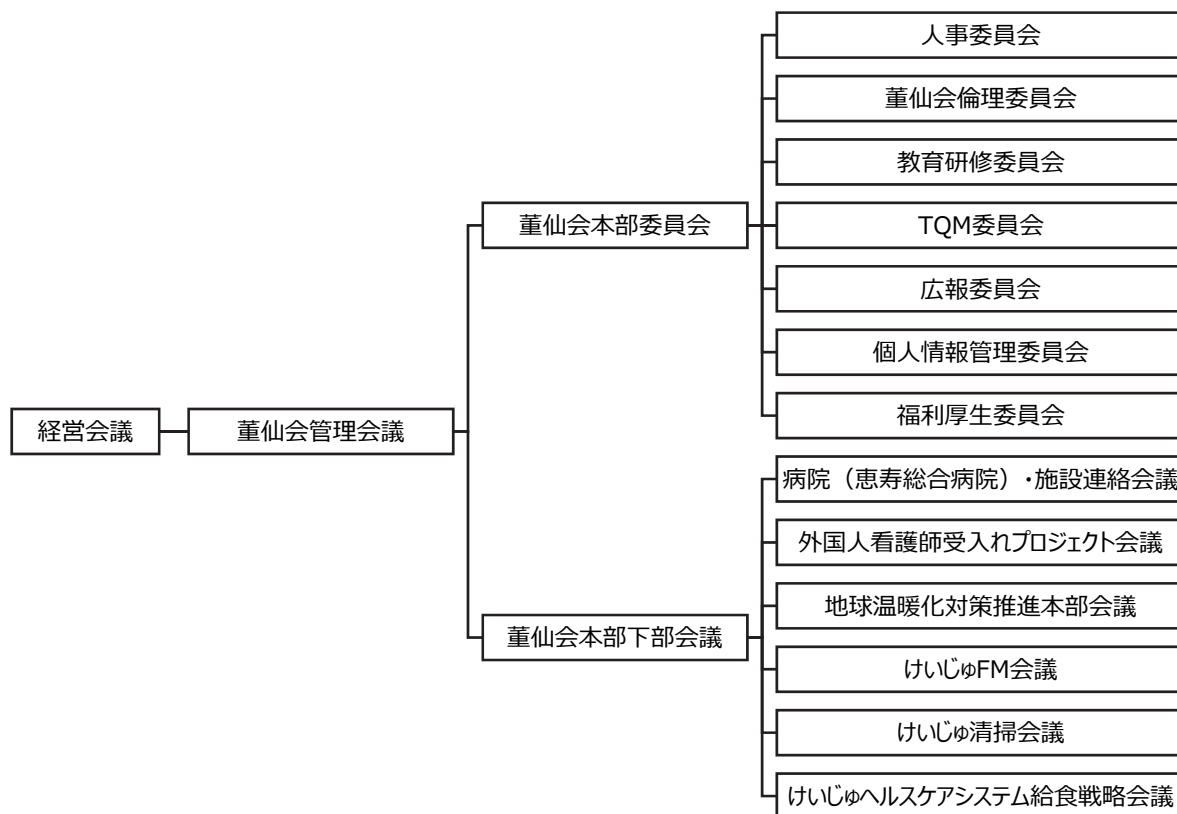 経営会議
董仙会管理会議
董仙会本部委員会
人事委員会
董仙会倫理委員会
教育研修委員会
TQM委員会
広報委員会
個人情報管理委員会
福利厚生委員会
董仙会本部下部会議
病院（恵寿総合病院）・施設連絡会議
外国人看護師受入れプロジェクト会議
地球温暖化対策推進本部会議
けいじゅFM会議
けいじゅ清掃会議
けいじゅヘルスケアシステム給食戦略会議